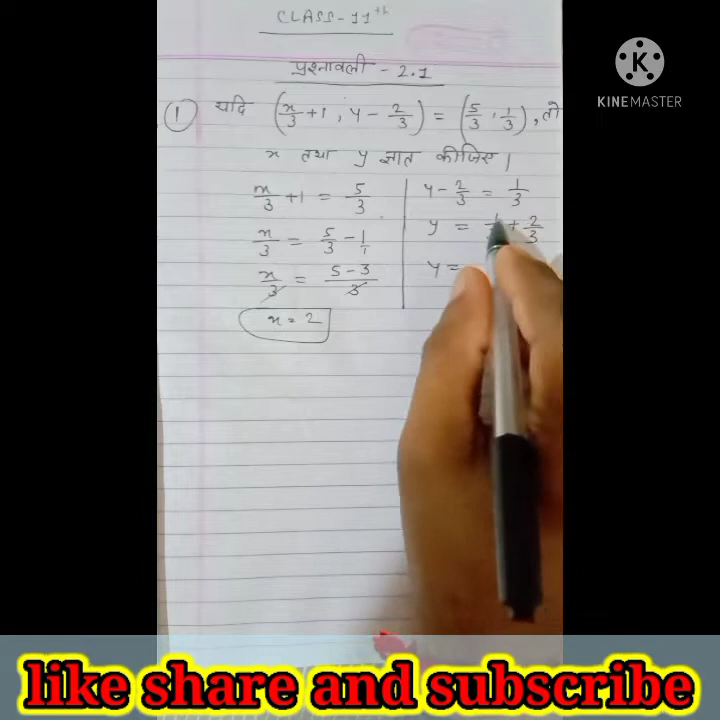 CLASS-11th
KINEMASTER
प्रश्नावली - 2.1
① यदि (x/3 + 1, y - 2/3) = (5/3, 1/3), तो
x तथा y ज्ञात कीजिए।
x/3 + 1 = 5/3
x/3 = 5/3 - 1/1
x/3 = (5-3)/3
x = 2
y - 2/3 = 1/3
y = + 2/3
y =
like share and subscribe